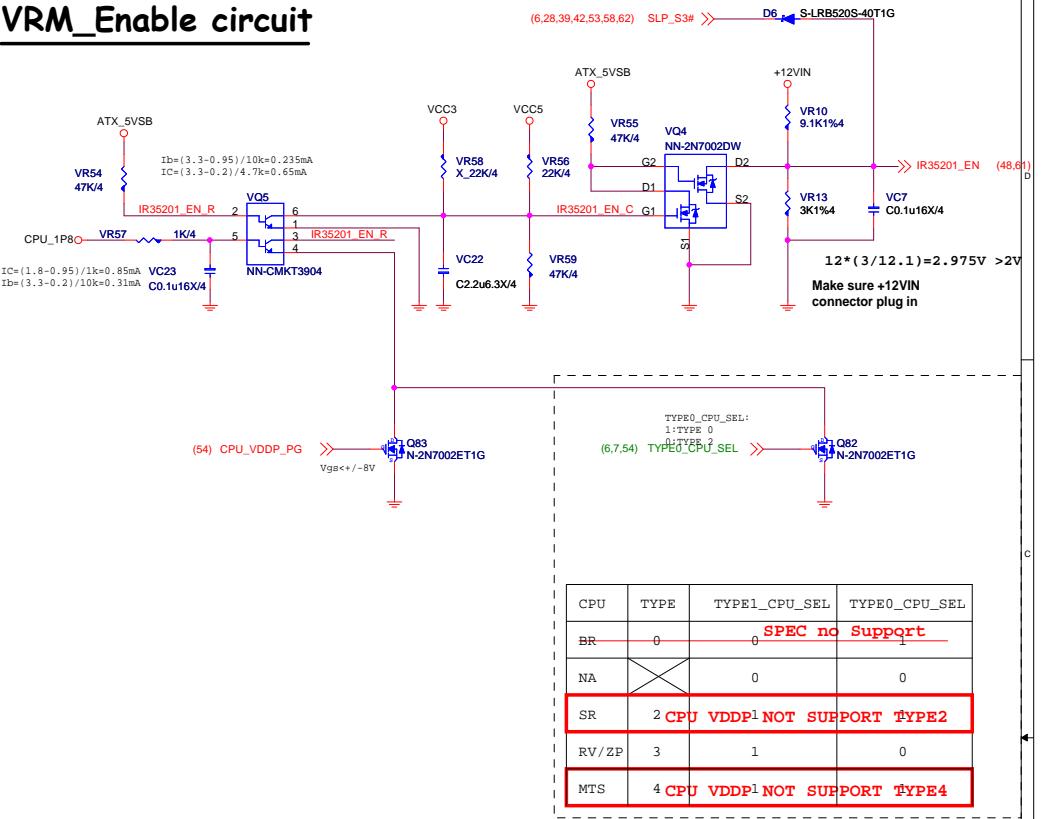 VRM_Enable circuit
(6,28,39,42,53,58,62) SLP_S3#
D6 S-LRB520S-40T1G
ATX_5VSB
+12VIN
VCC3
VCC5
VR55
47K/4
VQ4
NN-2N7002DW
VR10
9.1K1%4
ATX_5VSB
Ib=(3.3-0.95)/10k=0.235mA
IC=(3.3-0.2)/4.7k=0.65mA
VR54
47K/4
VR58
X_22K/4
VR56
22K/4
G2
D2
D1
S2
G1
S1
IR35201_EN (48,61)
D
VQ5
IR35201_EN_R
2
6
1
IR35201_EN_C
VR13
3K1%4
VC7
C0.1u16X/4
CPU_1P8
VR57
1K/4
5
3
4
IR35201_EN_R
NN-CMKT3904
IC=(1.8-0.95)/1k=0.85mA
Ib=(3.3-0.2)/10k=0.31mA
VC23
C0.1u16X/4
VC22
C2.2u6.3X/4
VR59
47K/4
12*(3/12.1)=2.975V >2V
Make sure +12VIN
connector plug in
(54) CPU_VDDP_PG
Vgs<+/-8V
Q83
N-2N7002ET1G
TYPE0_CPU_SEL:
1:TYPE 0
0:TYPE 2
(6,7,54) TYPE0_CPU_SEL
Q82
N-2N7002ET1G
C
CPU TYPE TYPE1_CPU_SEL TYPE0_CPU_SEL
SPEC no Support
BR 0 0 1
NA 0 0
SR 2 1 1
CPU VDDP NOT SUPPORT TYPE2
RV/ZP 3 1 0
MTS 4 1 1
CPU VDDP NOT SUPPORT TYPE4